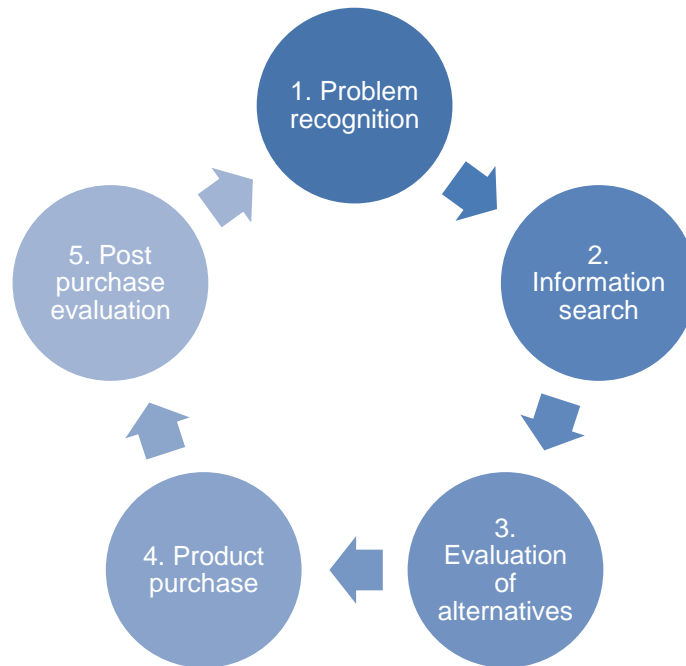 1. Problem
recognition
2.
Information
search
3.
Evaluation
of
alternatives
4. Product
purchase
5. Post
purchase
evaluation